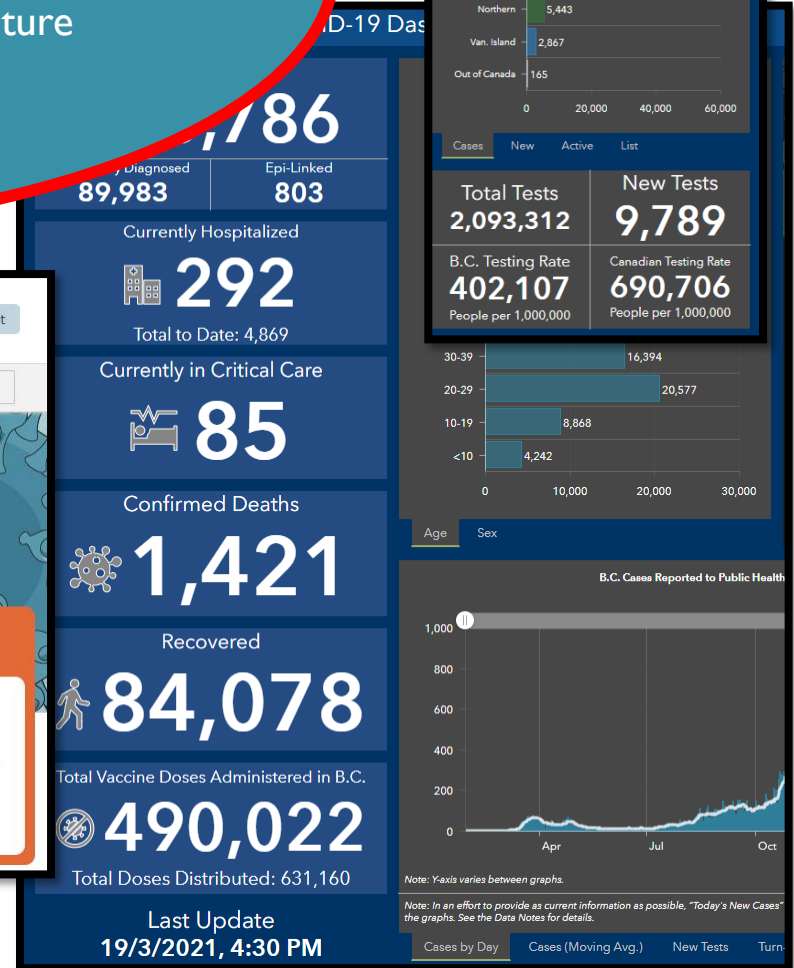 ture
D-19 Das
,786
Diagnosed
89,983
Epi-Linked
803
Currently Hospitalized
292
Total to Date: 4,869
Currently in Critical Care
85
Confirmed Deaths
1,421
Recovered
84,078
Total Vaccine Doses Administered in B.C.
490,022
Total Doses Distributed: 631,160
Last Update
19/3/2021, 4:30 PM
t
Northern 5,443
Van. Island 2,867
Out of Canada 165
0 20,000 40,000 60,000
Cases New Active List
Total Tests
2,093,312
New Tests
9,789
B.C. Testing Rate
402,107
People per 1,000,000
Canadian Testing Rate
690,706
People per 1,000,000
30-39 16,394
20-29 20,577
10-19 8,868
<10 4,242
0 10,000 20,000 30,000
Age Sex
B.C. Cases Reported to Public Health
1,000
800
600
400
200
0
Apr Jul Oct
Note: Y-axis varies between graphs.
Note: In an effort to provide as current information as possible, "Today's New Cases"
the graphs. See the Data Notes for details.
Cases by Day Cases (Moving Avg.) New Tests Turn-